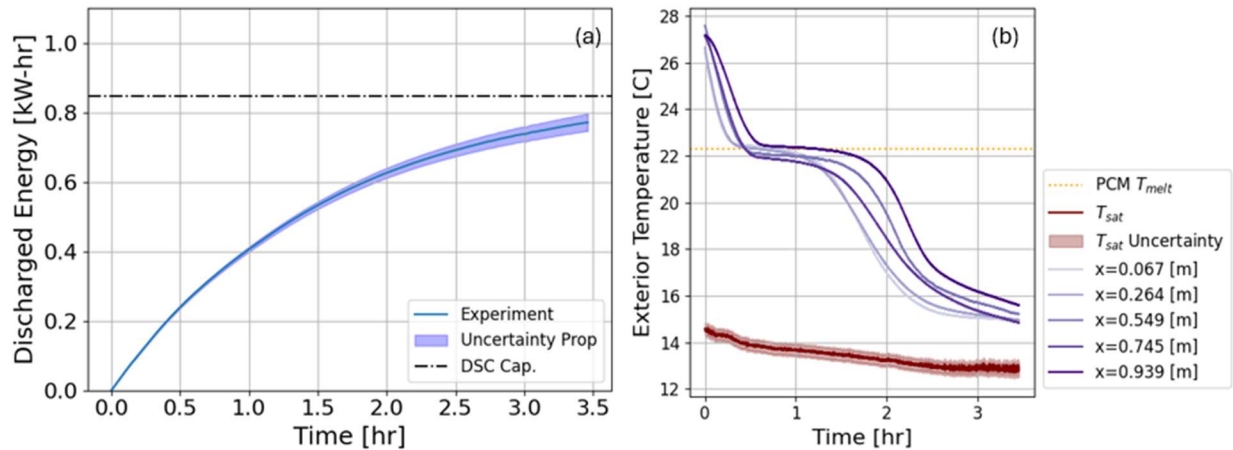 (a)
Discharged Energy [kW-hr]
1.0
0.8
0.6
0.4
0.2
0.0
Experiment
Uncertainty Prop
DSC Cap.
0.0 0.5 1.0 1.5 2.0 2.5 3.0 3.5
Time [hr]
(b)
Exterior Temperature [C]
28
26
24
22
20
18
16
14
12
0 1 2 3
Time [hr]
PCM T_melt
T_sat
T_sat Uncertainty
x=0.067 [m]
x=0.264 [m]
x=0.549 [m]
x=0.745 [m]
x=0.939 [m]